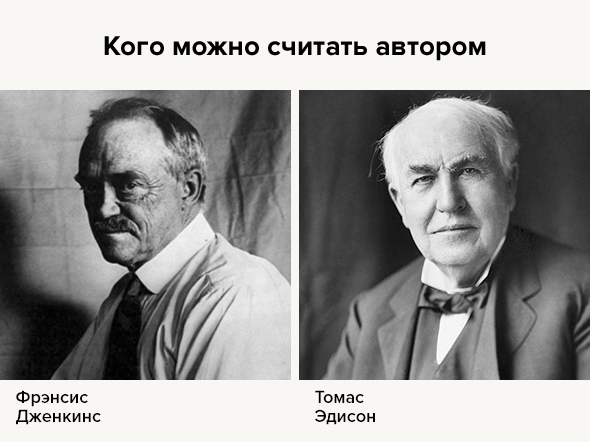 Кого можно считать автором
Фрэнсис
Дженкинс
Томас
Эдисон